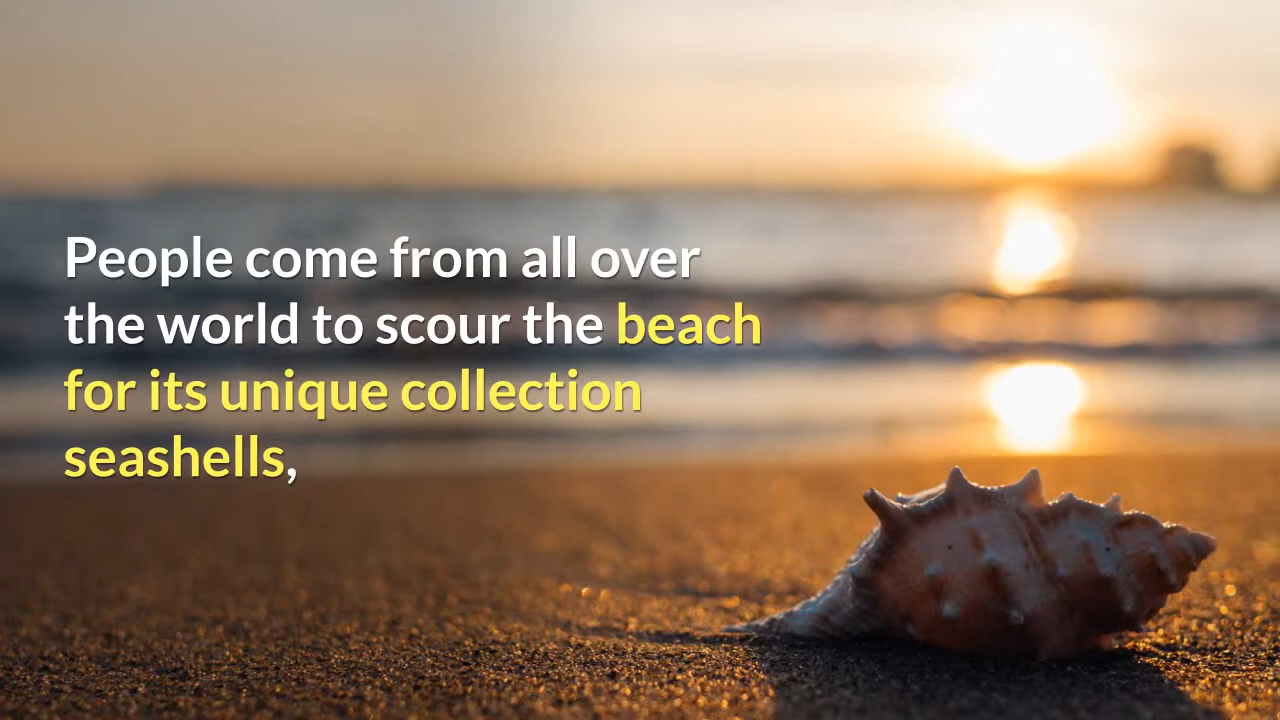 People come from all over
the world to scour the beach
for its unique collection
seashells,